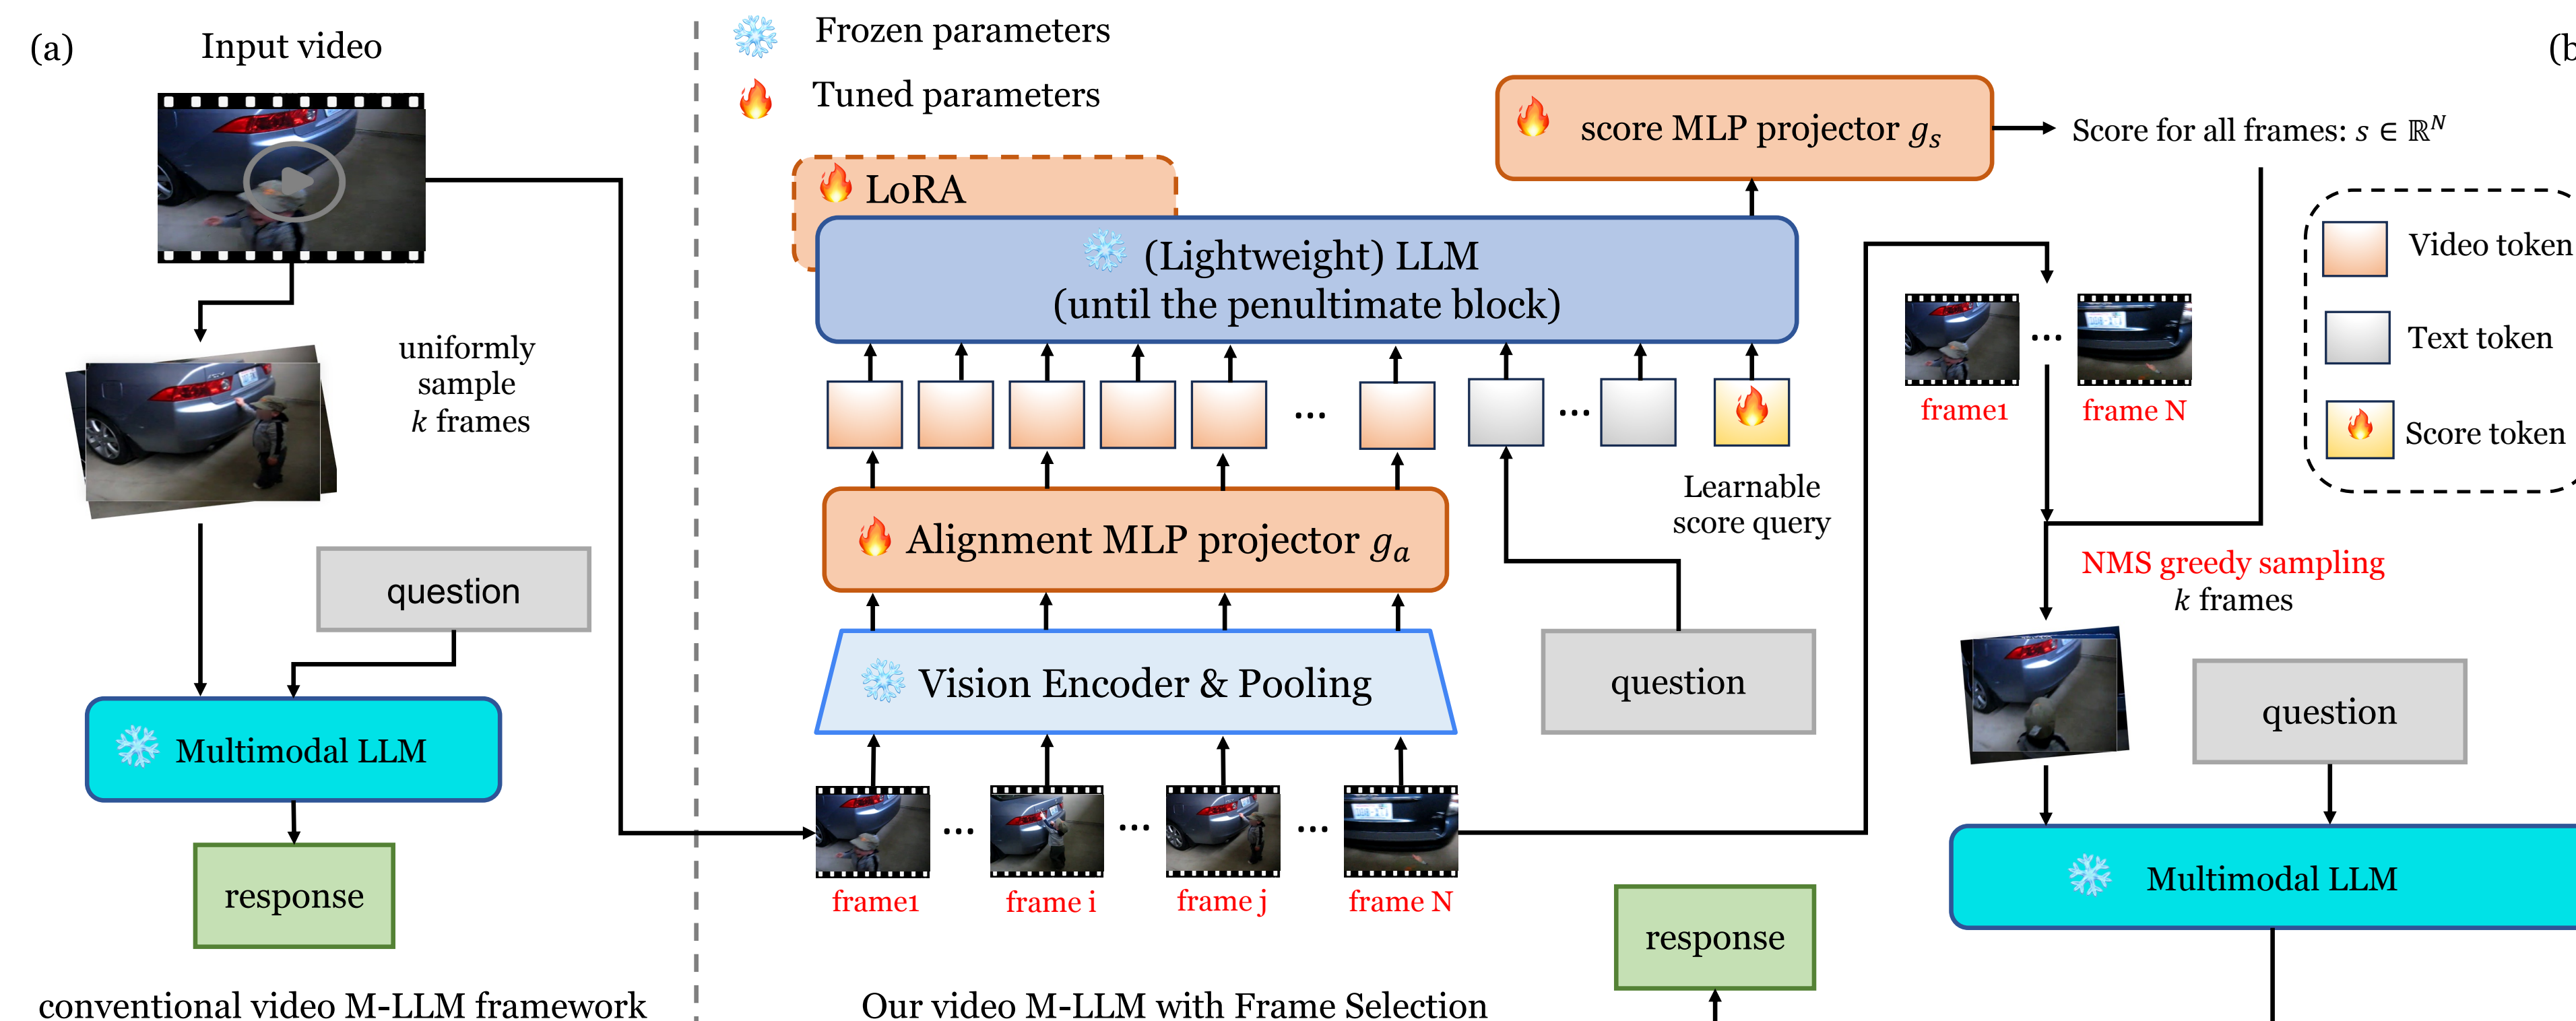 (a)
Input video
uniformly
sample
k frames
question
Multimodal LLM
response
conventional video M-LLM framework
Frozen parameters
Tuned parameters
score MLP projector gₛ
Score for all frames: s ∈ ℝᴺ
(b
LoRA
(Lightweight) LLM
(until the penultimate block)
...
...
Learnable
score query
Alignment MLP projector gₐ
Vision Encoder & Pooling
question
...
...
...
frame1
frame i
frame j
frame N
Our video M-LLM with Frame Selection
...
frame1
frame N
Video token
Text token
Score token
NMS greedy sampling
k frames
question
Multimodal LLM
response